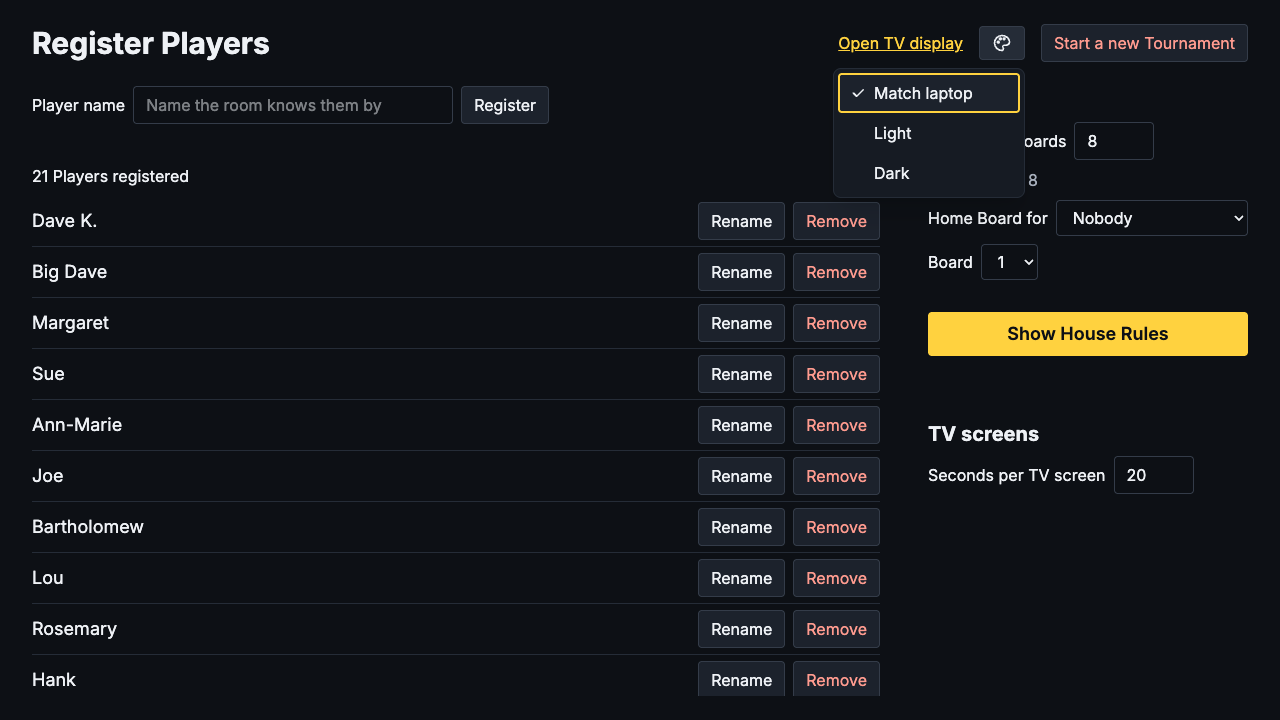 Register Players
Open TV display
Start a new Tournament
Match laptop
Light
Dark
Player name
Name the room knows them by
Register
8
8
21 Players registered
Home Board for
Nobody
Board
1
Show House Rules
TV screens
Seconds per TV screen
20
Dave K.
Rename
Remove
Big Dave
Rename
Remove
Margaret
Rename
Remove
Sue
Rename
Remove
Ann-Marie
Rename
Remove
Joe
Rename
Remove
Bartholomew
Rename
Remove
Lou
Rename
Remove
Rosemary
Rename
Remove
Hank
Rename
Remove